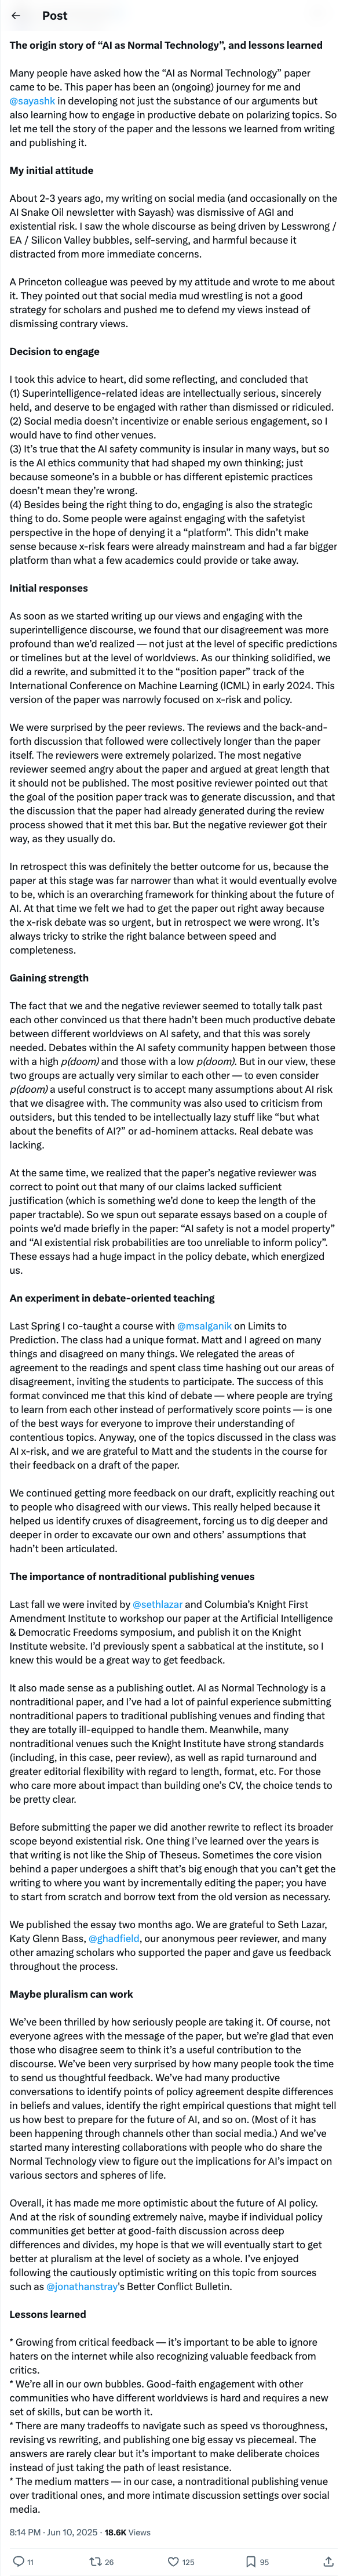 Post
The origin story of “AI as Normal Technology”, and lessons learned
Many people have asked how the “AI as Normal Technology” paper
came to be. This paper has been an (ongoing) journey for me and
@sayashk in developing not just the substance of our arguments but
also learning how to engage in productive debate on polarizing topics. So
let me tell the story of the paper and the lessons we learned from writing
and publishing it.
My initial attitude
About 2-3 years ago, my writing on social media (and occasionally on the
AI Snake Oil newsletter with Sayash) was dismissive of AGI and
existential risk. I saw the whole discourse as being driven by Lesswrong /
EA / Silicon Valley bubbles, self-serving, and harmful because it
distracted from more immediate concerns.
A Princeton colleague was peeved by my attitude and wrote to me about
it. They pointed out that social media mud wrestling is not a good
strategy for scholars and pushed me to defend my views instead of
dismissing contrary views.
Decision to engage
I took this advice to heart, did some reflecting, and concluded that
(1) Superintelligence-related ideas are intellectually serious, sincerely
held, and deserve to be engaged with rather than dismissed or ridiculed.
(2) Social media doesn’t incentivize or enable serious engagement, so I
would have to find other venues.
(3) It’s true that the AI safety community is insular in many ways, but so
is the AI ethics community that had shaped my own thinking; just
because someone’s in a bubble or has different epistemic practices
doesn’t mean they’re wrong.
(4) Besides being the right thing to do, engaging is also the strategic
thing to do. Some people were against engaging with the safetyist
perspective in the hope of denying it a “platform”. This didn’t make
sense because x-risk fears were already mainstream and had a far bigger
platform than what a few academics could provide or take away.
Initial responses
As soon as we started writing up our views and engaging with the
superintelligence discourse, we found that our disagreement was more
profound than we’d realized — not just at the level of specific predictions
or timelines but at the level of worldviews. As our thinking solidified, we
did a rewrite, and submitted it to the “position paper” track of the
International Conference on Machine Learning (ICML) in early 2024. This
version of the paper was narrowly focused on x-risk and policy.
We were surprised by the peer reviews. The reviews and the back-and-
forth discussion that followed were collectively longer than the paper
itself. The reviewers were extremely polarized. The most negative
reviewer seemed angry about the paper and argued at great length that
it should not be published. The most positive reviewer pointed out that
the goal of the position paper track was to generate discussion, and that
the discussion that the paper had already generated during the review
process showed that it met this bar. But the negative reviewer got their
way, as they usually do.
In retrospect this was definitely the better outcome for us, because the
paper at this stage was far narrower than what it would eventually evolve
to be, which is an overarching framework for thinking about the future of
AI. At that time we felt we had to get the paper out right away because
the x-risk debate was so urgent, but in retrospect we were wrong. It’s
always tricky to strike the right balance between speed and
completeness.
Gaining strength
The fact that we and the negative reviewer seemed to totally talk past
each other convinced us that there hadn’t been much productive debate
between different worldviews on AI safety, and that this was sorely
needed. Debates within the AI safety community happen between those
with a high p(doom) and those with a low p(doom). But in our view, these
two groups are actually very similar to each other — to even consider
p(doom) a useful construct is to accept many assumptions about AI risk
that we disagree with. The community was also used to criticism from
outsiders, but this tended to be intellectually lazy stuff like “but what
about the benefits of AI?” or ad-hominem attacks. Real debate was
lacking.
At the same time, we realized that the paper’s negative reviewer was
correct to point out that many of our claims lacked sufficient
justification (which is something we’d done to keep the length of the
paper tractable). So we spun out separate essays based on a couple of
points we’d made briefly in the paper: “AI safety is not a model property”
and “AI existential risk probabilities are too unreliable to inform policy”.
These essays had a huge impact in the policy debate, which energized
us.
An experiment in debate-oriented teaching
Last Spring I co-taught a course with @msalganik on Limits to
Prediction. The class had a unique format. Matt and I agreed on many
things and disagreed on many things. We relegated the areas of
agreement to the readings and spent class time hashing out our areas of
disagreement, inviting the students to participate. The success of this
format convinced me that this kind of debate — where people are trying
to learn from each other instead of performatively score points — is one
of the best ways for everyone to improve their understanding of
contentious topics. Anyway, one of the topics discussed in the class was
AI x-risk, and we are grateful to Matt and the students in the course for
their feedback on a draft of the paper.
We continued getting more feedback on our draft, explicitly reaching out
to people who disagreed with our views. This really helped because it
helped us identify cruxes of disagreement, forcing us to dig deeper and
deeper in order to excavate our own and others’ assumptions that
hadn’t been articulated.
The importance of nontraditional publishing venues
Last fall we were invited by @sethlazar and Columbia’s Knight First
Amendment Institute to workshop our paper at the Artificial Intelligence
& Democratic Freedoms symposium, and publish it on the Knight
Institute website. I’d previously spent a sabbatical at the institute, so I
knew this would be a great way to get feedback.
It also made sense as a publishing outlet. AI as Normal Technology is a
nontraditional paper, and I’ve had a lot of painful experience submitting
nontraditional papers to traditional publishing venues and finding that
they are totally ill-equipped to handle them. Meanwhile, many
nontraditional venues such the Knight Institute have strong standards
(including, in this case, peer review), as well as rapid turnaround and
greater editorial flexibility with regard to length, format, etc. For those
who care more about impact than building one’s CV, the choice tends to
be pretty clear.
Before submitting the paper we did another rewrite to reflect its broader
scope beyond existential risk. One thing I’ve learned over the years is
that writing is not like the Ship of Theseus. Sometimes the core vision
behind a paper undergoes a shift that’s big enough that you can’t get the
writing to where you want by incrementally editing the paper; you have
to start from scratch and borrow text from the old version as necessary.
We published the essay two months ago. We are grateful to Seth Lazar,
Katy Glenn Bass, @ghadfield, our anonymous peer reviewer, and many
other amazing scholars who supported the paper and gave us feedback
throughout the process.
Maybe pluralism can work
We’ve been thrilled by how seriously people are taking it. Of course, not
everyone agrees with the message of the paper, but we’re glad that even
those who disagree seem to think it’s a useful contribution to the
discourse. We’ve been very surprised by how many people took the time
to send us thoughtful feedback. We’ve had many productive
conversations to identify points of policy agreement despite differences
in beliefs and values, identify the right empirical questions that might tell
us how best to prepare for the future of AI, and so on. (Most of it has
been happening through channels other than social media.) And we’ve
started many interesting collaborations with people who do share the
Normal Technology view to figure out the implications for AI’s impact on
various sectors and spheres of life.
Overall, it has made me more optimistic about the future of AI policy.
And at the risk of sounding extremely naive, maybe if individual policy
communities get better at good-faith discussion across deep
differences and divides, my hope is that we will eventually start to get
better at pluralism at the level of society as a whole. I’ve enjoyed
following the cautiously optimistic writing on this topic from sources
such as @jonathanstray’s Better Conflict Bulletin.
Lessons learned
* Growing from critical feedback — it’s important to be able to ignore
haters on the internet while also recognizing valuable feedback from
critics.
* We’re all in our own bubbles. Good-faith engagement with other
communities who have different worldviews is hard and requires a new
set of skills, but can be worth it.
* There are many tradeoffs to navigate such as speed vs thoroughness,
revising vs rewriting, and publishing one big essay vs piecemeal. The
answers are rarely clear but it’s important to make deliberate choices
instead of just taking the path of least resistance.
* The medium matters — in our case, a nontraditional publishing venue
over traditional ones, and more intimate discussion settings over social
media.
8:14 PM · Jun 10, 2025 · 18.6K Views
11 26 125 95